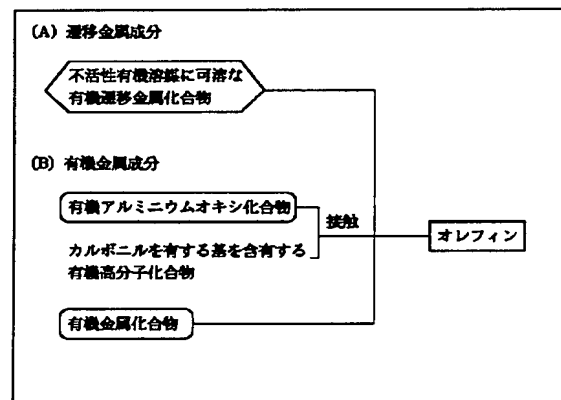 (A) 遷移金属成分
不活性有機溶媒に可溶な
有機遷移金属化合物
(B) 有機金属成分
有機アルミニウムオキシ化合物
接触
カルボニルを有する基を含有する
有機高分子化合物
オレフィン
有機金属化合物